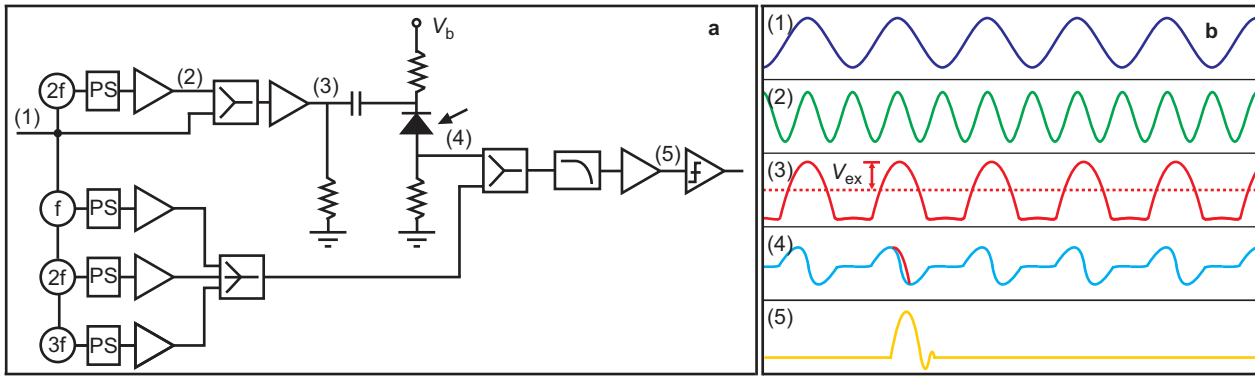 a
V_b
2f PS (2) (3)
(1)
(4) (5)
f PS
2f PS
3f PS
b
(1)
(2)
(3) V_ex
(4)
(5)